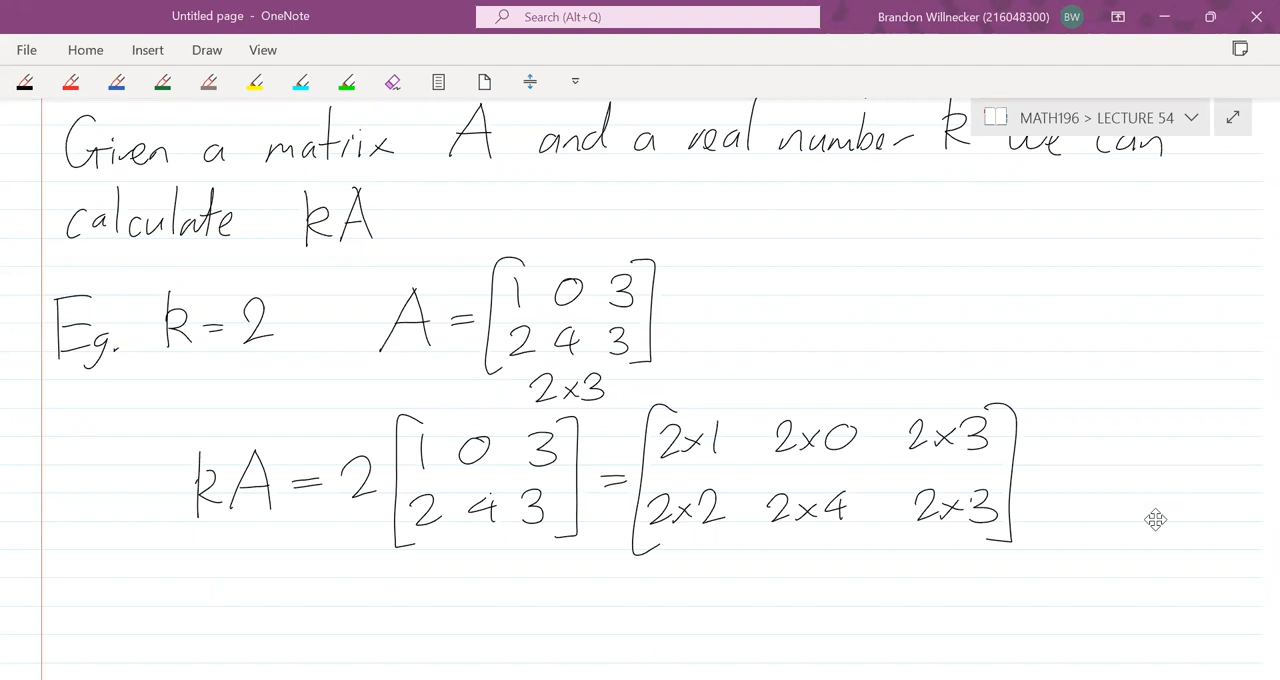 Untitled page - OneNote
Search (Alt+Q)
Brandon Willnecker (216048300)
BW
File Home Insert Draw View
MATH196 > LECTURE 54
Given a matrix A and a real number k we can
calculate kA
Eg. k = 2 A = [1 0 3
2 4 3]
2×3
kA = 2 [1 0 3 = [2×1 2×0 2×3
2 4 3] 2×2 2×4 2×3]